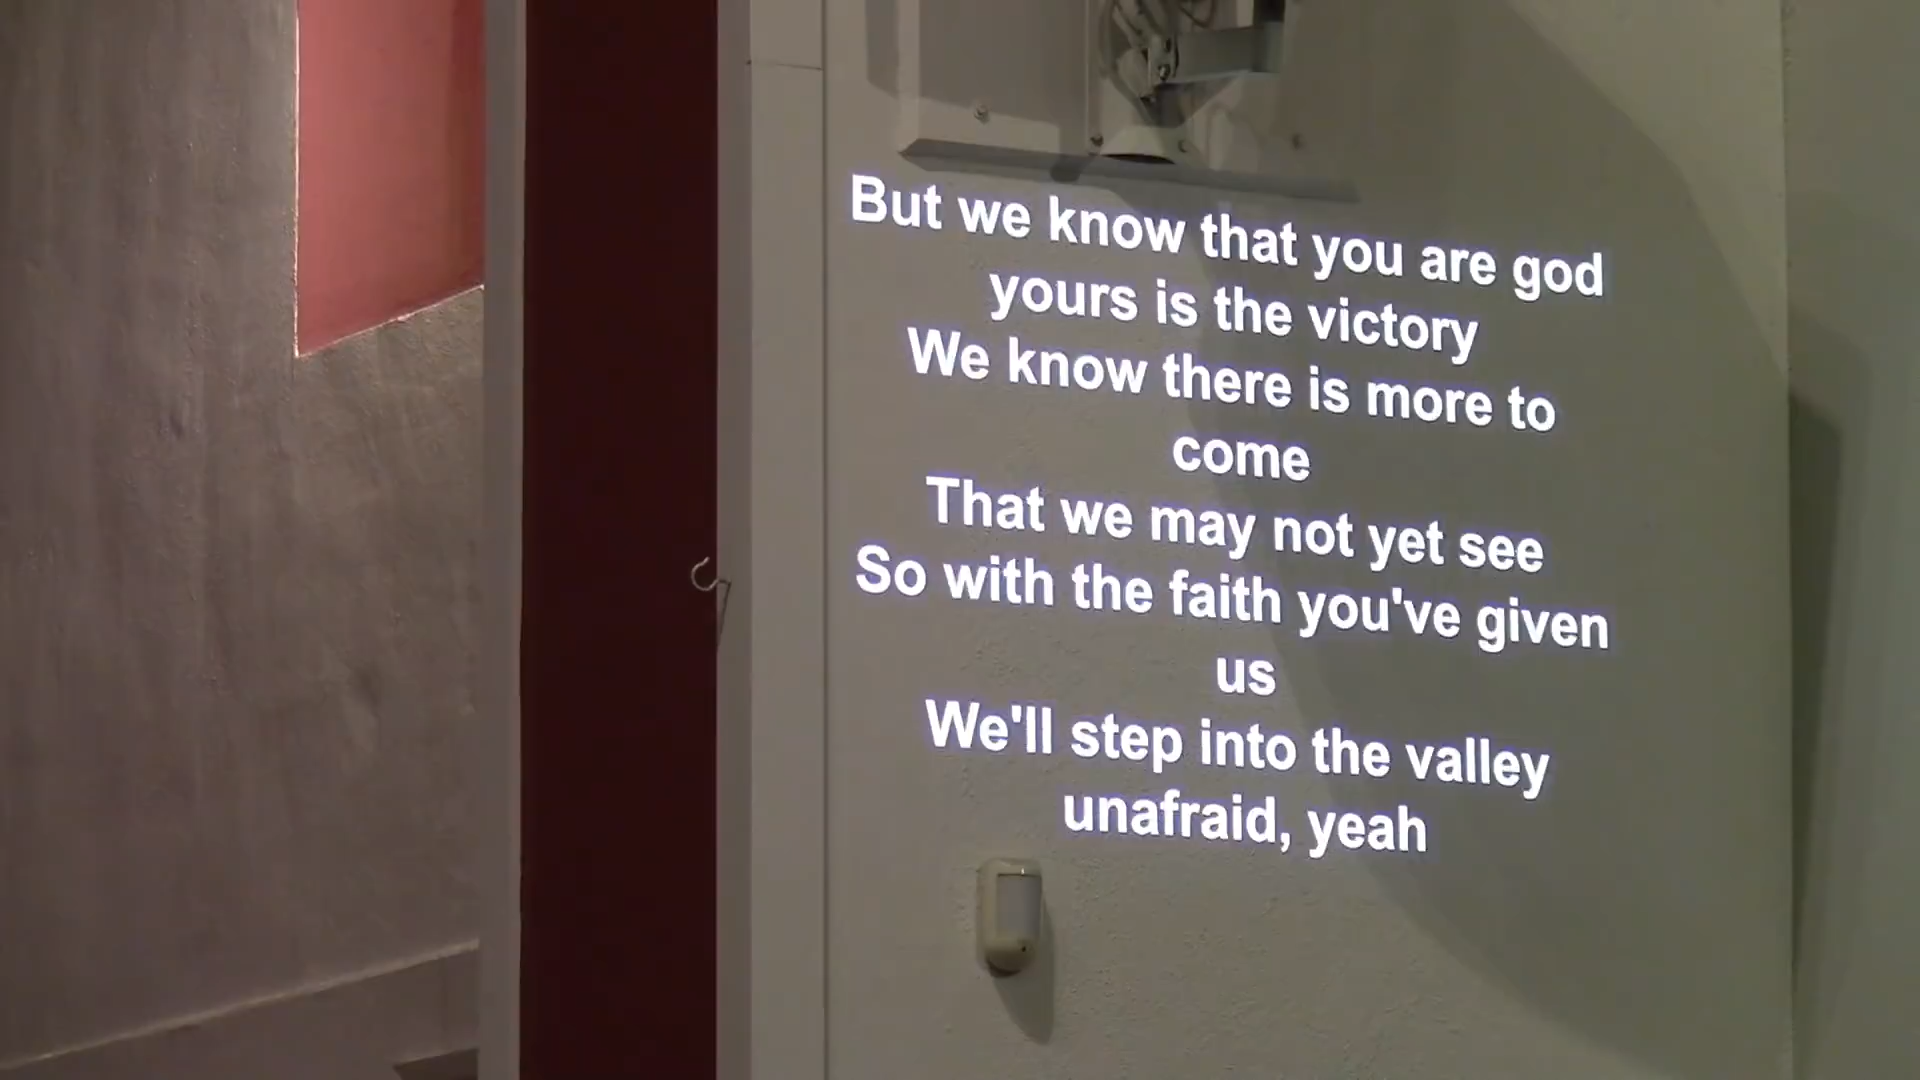 But we know that you are god
yours is the victory
We know there is more to
come
That we may not yet see
So with the faith you've given
us
We'll step into the valley
unafraid, yeah